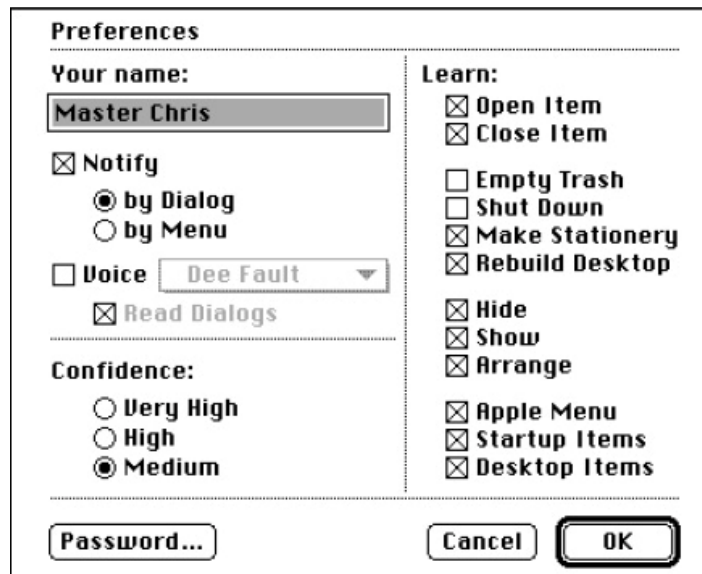 Preferences
Your name:
Master Chris
Notify
by Dialog
by Menu
Voice Dee Fault
Read Dialogs
Confidence:
Very High
High
Medium
Learn:
Open Item
Close Item
Empty Trash
Shut Down
Make Stationery
Rebuild Desktop
Hide
Show
Arrange
Apple Menu
Startup Items
Desktop Items
Password...
Cancel
OK